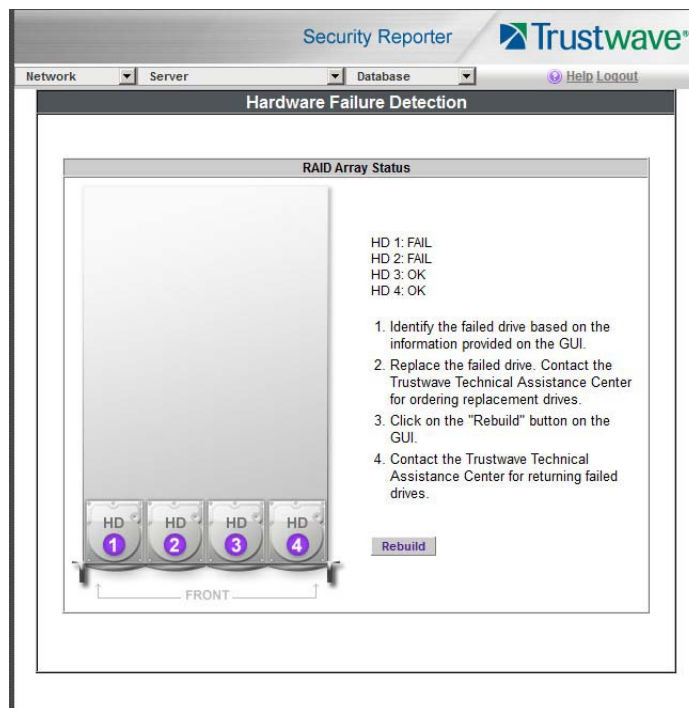 Security Reporter
Trustwave®
Network Server Database Help Logout
Hardware Failure Detection
RAID Array Status
HD 1: FAIL
HD 2: FAIL
HD 3: OK
HD 4: OK
1. Identify the failed drive based on the
information provided on the GUI.
2. Replace the failed drive. Contact the
Trustwave Technical Assistance Center
for ordering replacement drives.
3. Click on the "Rebuild" button on the
GUI.
4. Contact the Trustwave Technical
Assistance Center for returning failed
drives.
Rebuild
HD HD HD HD
1 2 3 4
FRONT